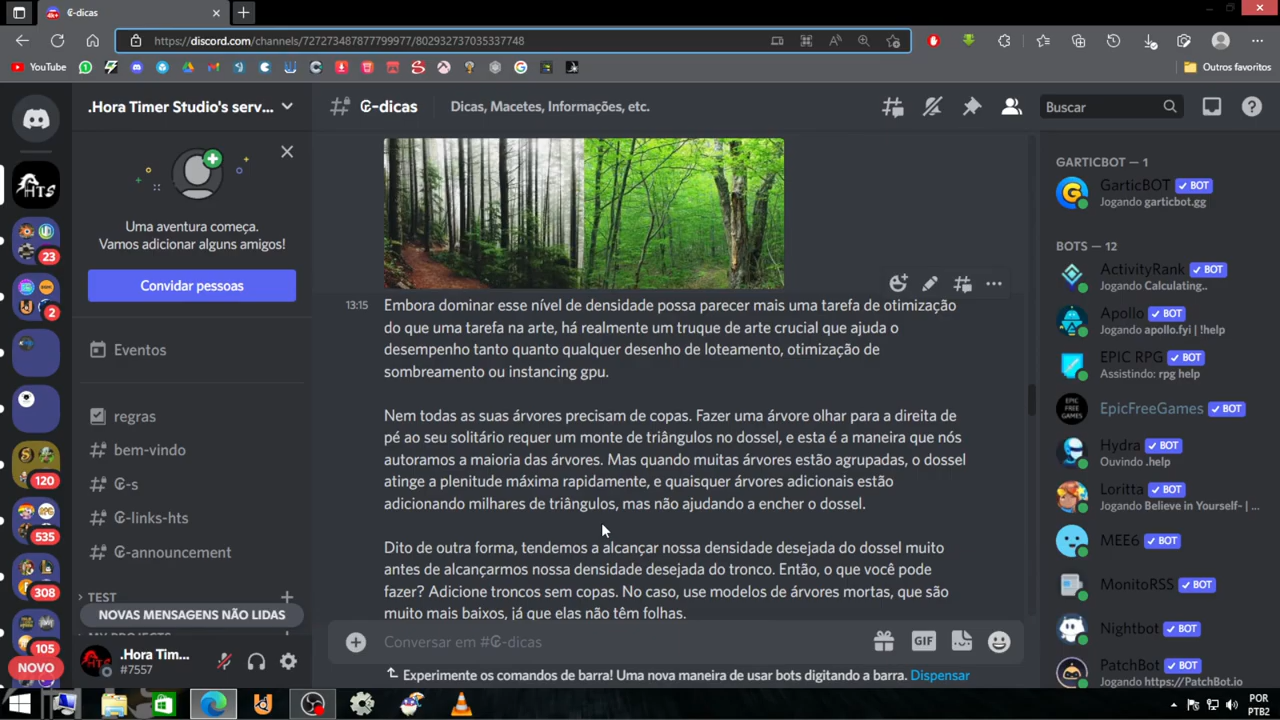 ₢-dicas
https://discord.com/channels/727273487877799977/802932737035337748
YouTube
Outros favoritos
.Hora Timer Studio's serv...
₢-dicas
Dicas, Macetes, Informações, etc.
Buscar
HTS
23
2
120
535
308
105
NOVO
Uma aventura começa.
Vamos adicionar alguns amigos!
Convidar pessoas
Eventos
regras
bem-vindo
₢-s
₢-links-hts
₢-announcement
TEST
NOVAS MENSAGENS NÃO LIDAS
.Hora Tim...
#7557
13:15
Embora dominar esse nível de densidade possa parecer mais uma tarefa de otimização
do que uma tarefa na arte, há realmente um truque de arte crucial que ajuda o
desempenho tanto quanto qualquer desenho de loteamento, otimização de
sombreamento ou instancing gpu.
Nem todas as suas árvores precisam de copas. Fazer uma árvore olhar para a direita de
pé ao seu solitário requer um monte de triângulos no dossel, e esta é a maneira que nós
autoramos a maioria das árvores. Mas quando muitas árvores estão agrupadas, o dossel
atinge a plenitude máxima rapidamente, e quaisquer árvores adicionais estão
adicionando milhares de triângulos, mas não ajudando a encher o dossel.
Dito de outra forma, tendemos a alcançar nossa densidade desejada do dossel muito
antes de alcançarmos nossa densidade desejada do tronco. Então, o que você pode
fazer? Adicione troncos sem copas. No caso, use modelos de árvores mortas, que são
muito mais baixos, já que elas não têm folhas.
Conversar em #₢-dicas
GIF
Experimente os comandos de barra! Uma nova maneira de usar bots digitando a barra. Dispensar
GARTICBOT — 1
GarticBOT BOT
Jogando garticbot.gg
BOTS — 12
ActivityRank BOT
Jogando Calculating..
Apollo BOT
Jogando apollo.fyi | !help
EPIC RPG BOT
Assistindo: rpg help
EpicFreeGames BOT
Hydra BOT
Ouvindo .help
Loritta BOT
Jogando Believe in Yourself- | ...
MEE6 BOT
MonitoRSS BOT
Nightbot BOT
PatchBot BOT
Jogando https://PatchBot.io
POR
PTB2